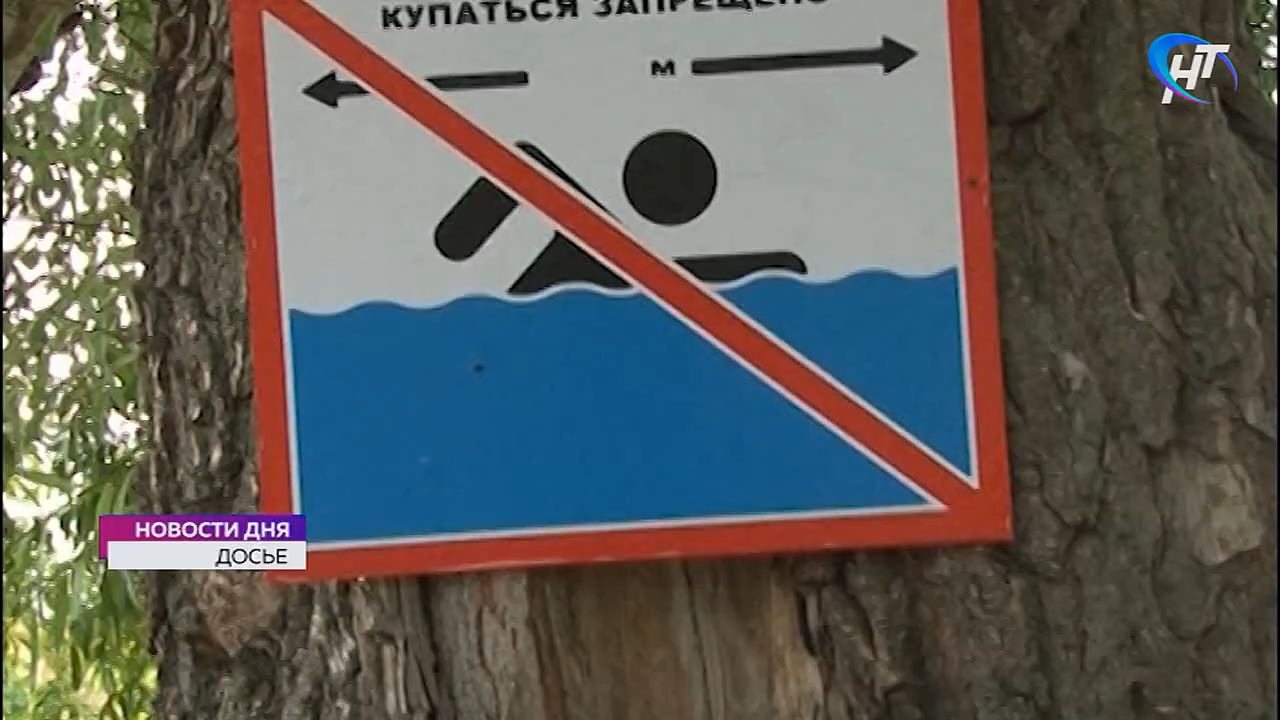 КУПАТЬСЯ ЗАПРЕЩЕНО
м
НТ
НОВОСТИ ДНЯ
ДОСЬЕ